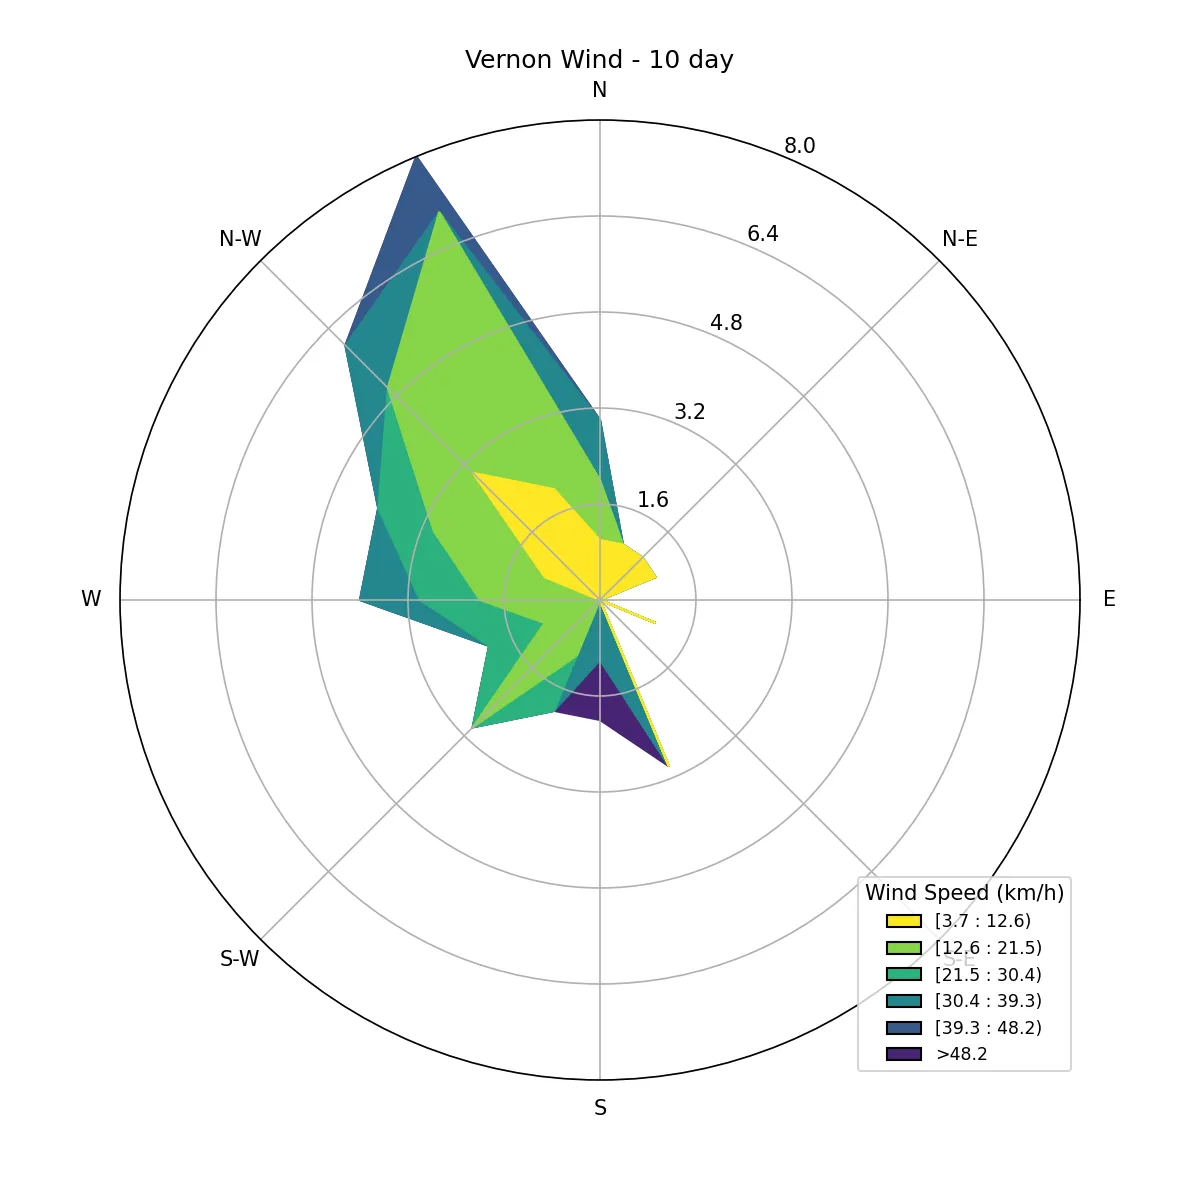 Vernon Wind - 10 day
N
8.0
N-W
6.4
N-E
4.8
3.2
1.6
W
E
Wind Speed (km/h)
[3.7 : 12.6)
[12.6 : 21.5)
S-W
S-E
[21.5 : 30.4)
[30.4 : 39.3)
[39.3 : 48.2)
>48.2
S